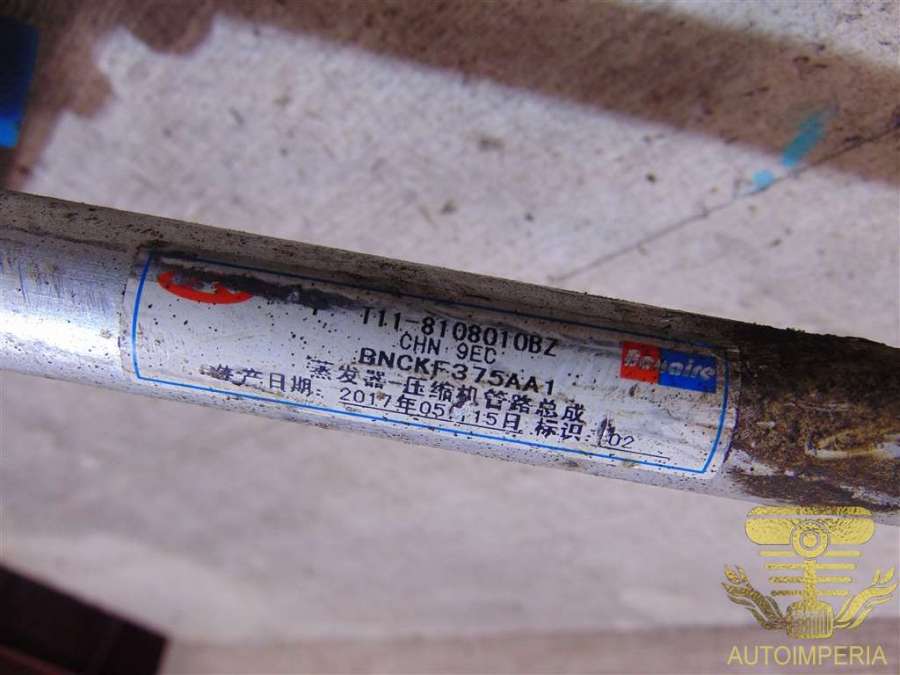 T11-8108010BZ
CHN 9EC
BNCKF375AA1
蒸发器-压缩机管路总成
生产日期: 2017年05月15日 标识: 02
AUTOIMPERIA